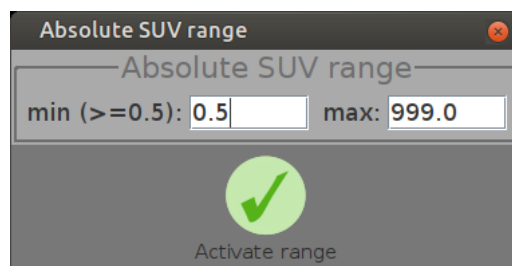 Absolute SUV range
Absolute SUV range
min (>=0.5): 0.5 max: 999.0
Activate range